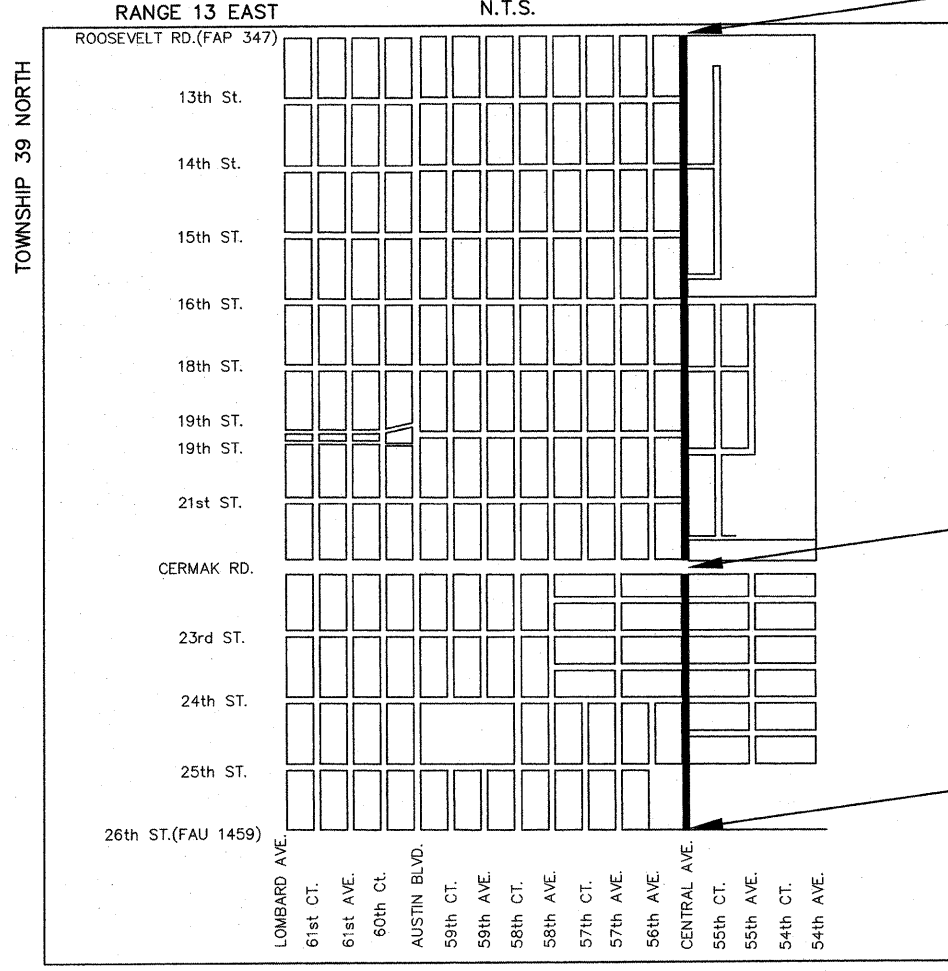 RANGE 13 EAST
N.T.S.
TOWNSHIP 39 NORTH
ROOSEVELT RD.(FAP 347)
13th St.
14th St.
15th ST.
16th ST.
18th ST.
19th ST.
19th ST.
21st ST.
CERMAK RD.
23rd ST.
24th ST.
25th ST.
26th ST.(FAU 1459)
LOMBARD AVE.
61st CT.
61st AVE.
60th Ct.
AUSTIN BLVD.
59th CT.
59th AVE.
58th CT.
58th AVE.
57th CT.
57th AVE.
56th AVE.
CENTRAL AVE.
55th CT.
55th AVE.
54th CT.
54th AVE.